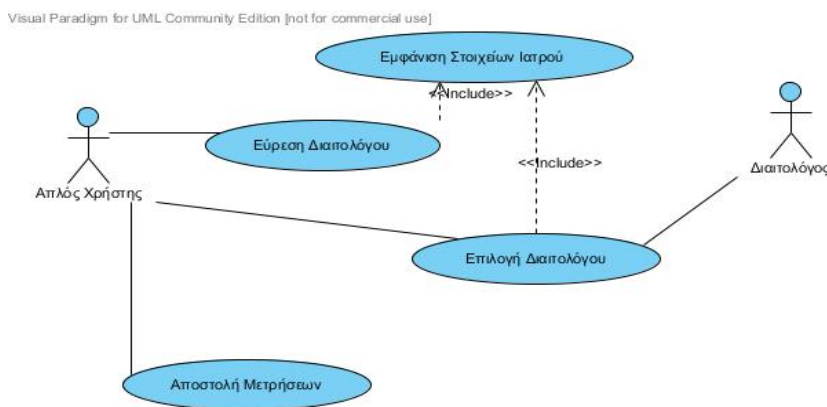 Visual Paradigm for UML Community Edition [not for commercial use]
Εμφάνιση Στοιχείων Ιατρού
<<Include>>
Εύρεση Διαιτολόγου
<<Include>>
Απλός Χρήστης
Διαιτολόγος
Επιλογή Διαιτολόγου
Αποστολή Μετρήσεων